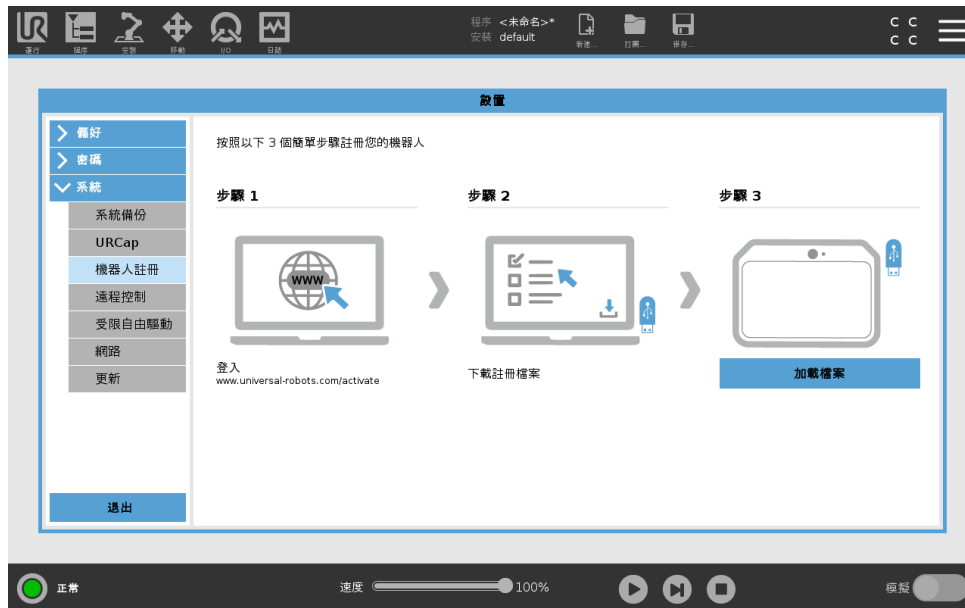 UR
運行
程序
安裝
移動
I/O
日誌
程序 <未命名>*
安裝 default
新建...
打開...
保存...
C C
C C
設置
偏好
密碼
系統
系統備份
URCap
機器人註冊
遠程控制
受限自由驅動
網路
更新
退出
按照以下 3 個簡單步驟註冊您的機器人
步驟 1
www
登入
www.universal-robots.com/activate
步驟 2
下載註冊檔案
步驟 3
加載檔案
正常
速度 100%
模擬